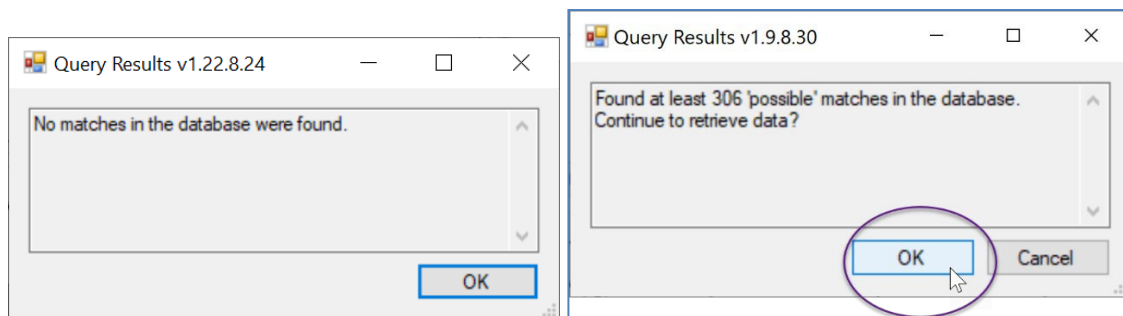 Query Results v1.22.8.24
No matches in the database were found.
OK
Query Results v1.9.8.30
Found at least 306 'possible' matches in the database.
Continue to retrieve data?
OK
Cancel